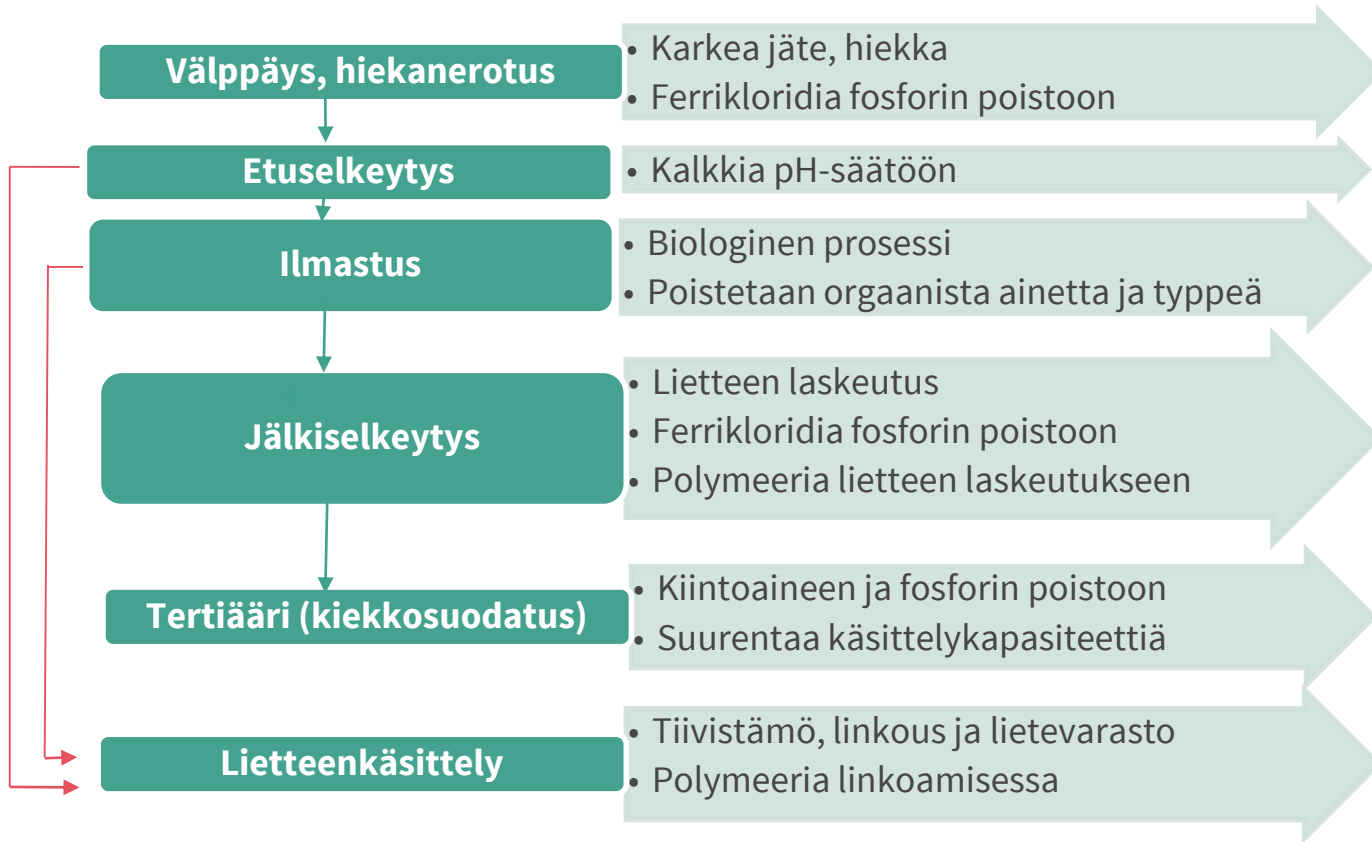 Välppäys, hiekanerotus
• Karkea jäte, hiekka
• Ferrikloridia fosforin poistoon
Etuselkeytys
• Kalkkia pH-säätöön
Ilmastus
• Biologinen prosessi
• Poistetaan orgaanista ainetta ja typpeä
Jälkiselkeytys
• Lietteen laskeutus
• Ferrikloridia fosforin poistoon
• Polymeeria lietteen laskeutukseen
Tertiääri (kiekkosuodatus)
• Kiintoaineen ja fosforin poistoon
• Suurentaa käsittelykapasiteettiä
Lietteenkäsittely
• Tiivistämö, linkous ja lietevarasto
• Polymeeria linkoamisessa